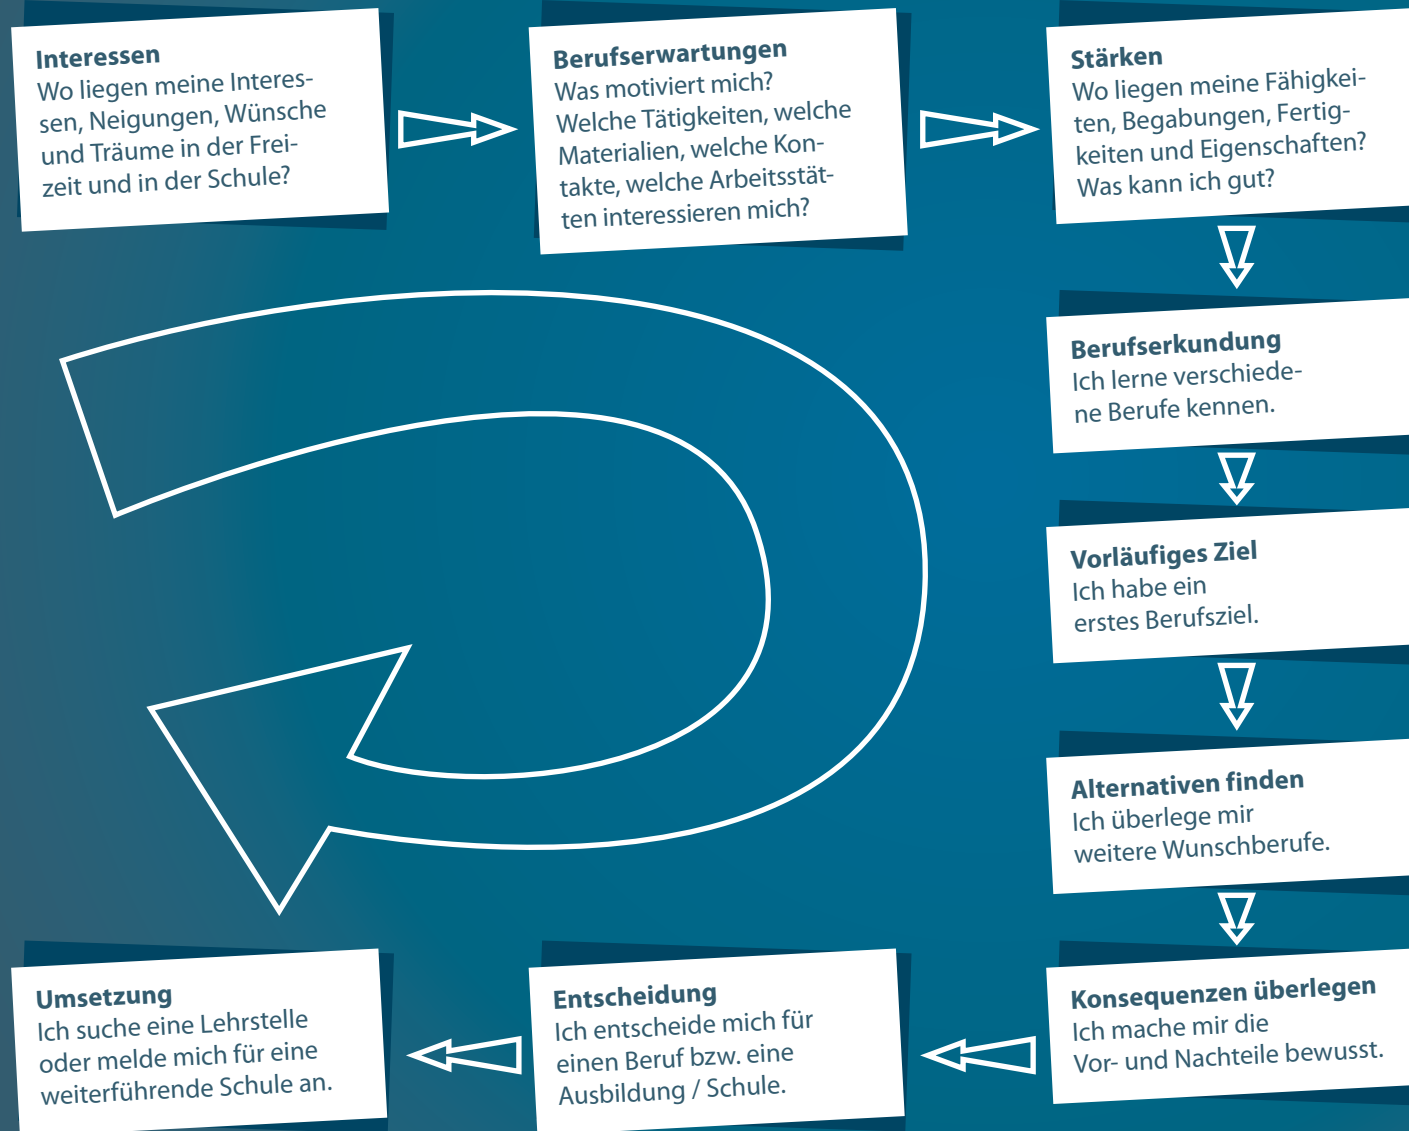 Interessen
Wo liegen meine Interes-
sen, Neigungen, Wünsche
und Träume in der Frei-
zeit und in der Schule?
Berufserwartungen
Was motiviert mich?
Welche Tätigkeiten, welche
Materialien, welche Kon-
takte, welche Arbeitsstät-
ten interessieren mich?
Stärken
Wo liegen meine Fähigkei-
ten, Begabungen, Fertig-
keiten und Eigenschaften?
Was kann ich gut?
Berufserkundung
Ich lerne verschiede-
ne Berufe kennen.
Vorläufiges Ziel
Ich habe ein
erstes Berufsziel.
Alternativen finden
Ich überlege mir
weitere Wunschberufe.
Konsequenzen überlegen
Ich mache mir die
Vor- und Nachteile bewusst.
Entscheidung
Ich entscheide mich für
einen Beruf bzw. eine
Ausbildung / Schule.
Umsetzung
Ich suche eine Lehrstelle
oder melde mich für eine
weiterführende Schule an.